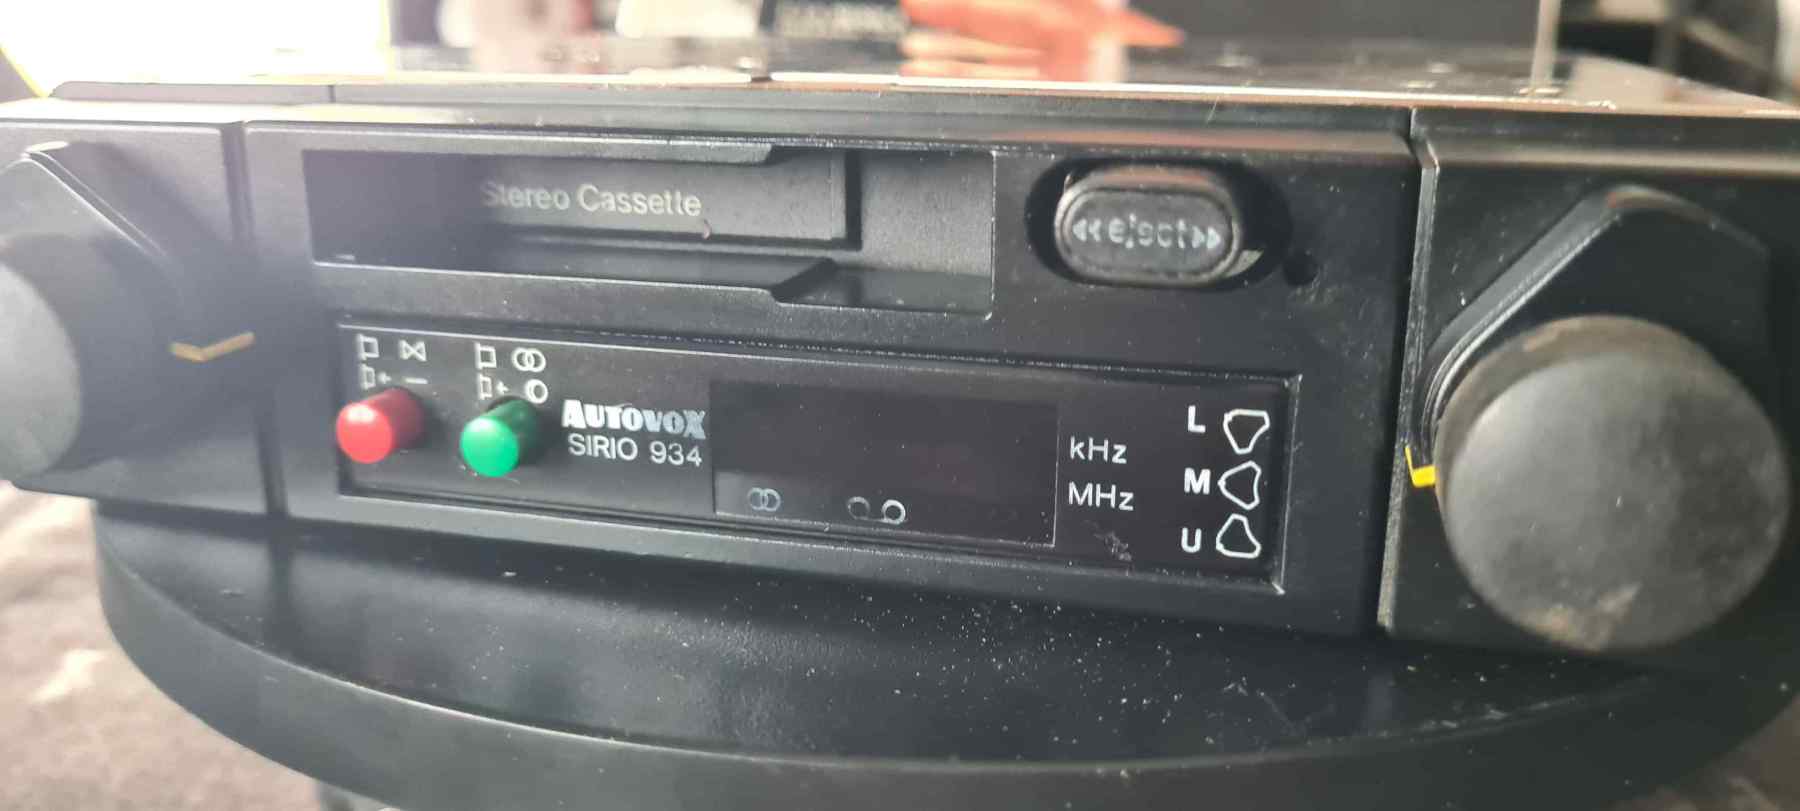 Stereo Cassette
eject
AUTOVOX
SIRIO 934
kHz
MHz
L
M
U